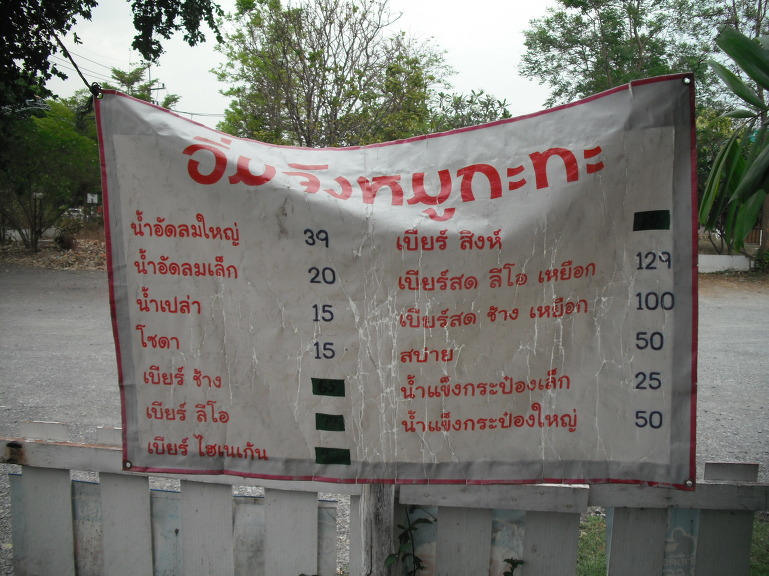 อิ่มจังหมูกะทะ
น้ำอัดลมใหญ่ 39
น้ำอัดลมเล็ก 20
น้ำเปล่า 15
โซดา 15
เบียร์ ช้าง
เบียร์ ลีโอ
เบียร์ ไฮเนเก้น
เบียร์ สิงห์
เบียร์สด ลีโอ เหยือก 129
เบียร์สด ช้าง เหยือก 100
สบาย 50
น้ำแข็งกระป๋องเล็ก 25
น้ำแข็งกระป๋องใหญ่ 50